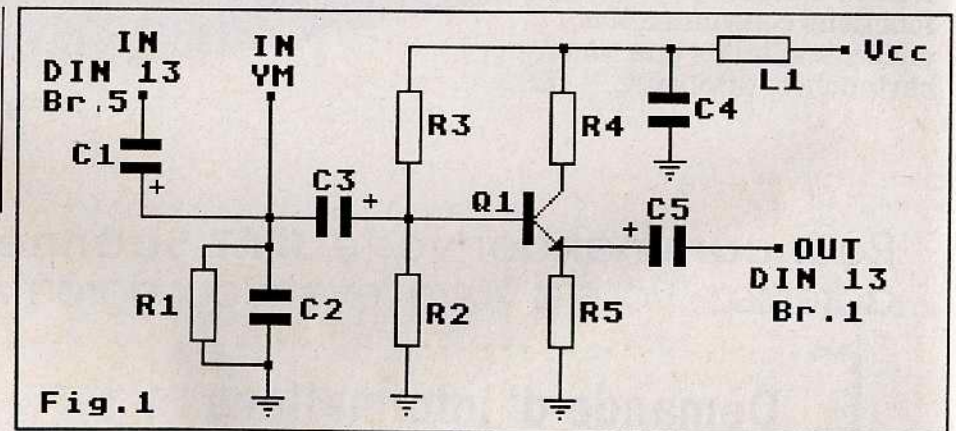 IN
DIN 13
Br.5
IN
YM
Vcc
L1
C1
+
R3
R4
C4
C3
+
Q1
C5
+
OUT
DIN 13
Br.1
R1
C2
R2
R5
Fig.1